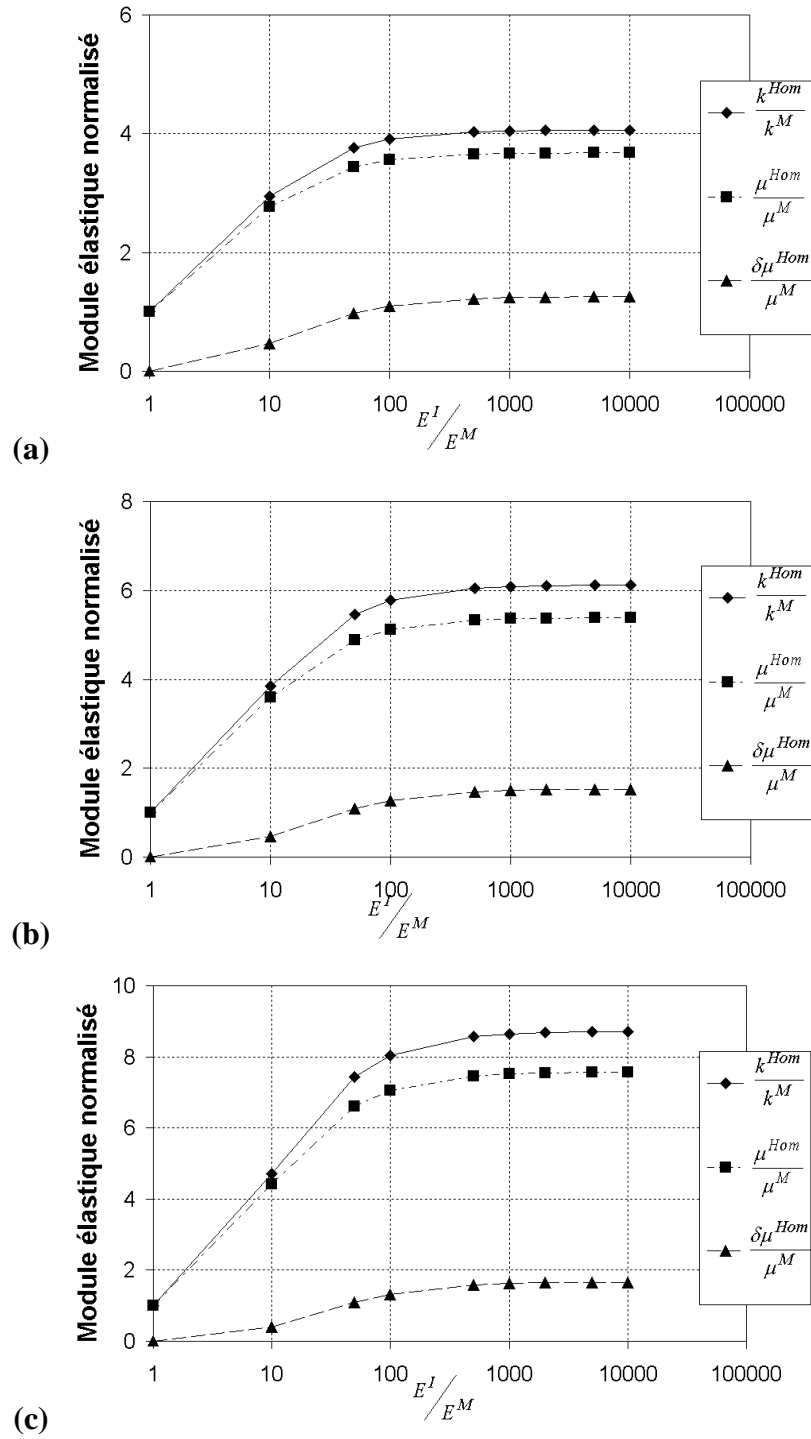 Module élastique normalisé
6
4
2
0
1 10 100 1000 10000 100000
E^I / E^M
k^Hom / k^M
μ^Hom / μ^M
δμ^Hom / μ^M
(a)
Module élastique normalisé
8
6
4
2
0
1 10 100 1000 10000 100000
E^I / E^M
k^Hom / k^M
μ^Hom / μ^M
δμ^Hom / μ^M
(b)
Module élastique normalisé
10
8
6
4
2
0
1 10 100 1000 10000 100000
E^I / E^M
k^Hom / k^M
μ^Hom / μ^M
δμ^Hom / μ^M
(c)